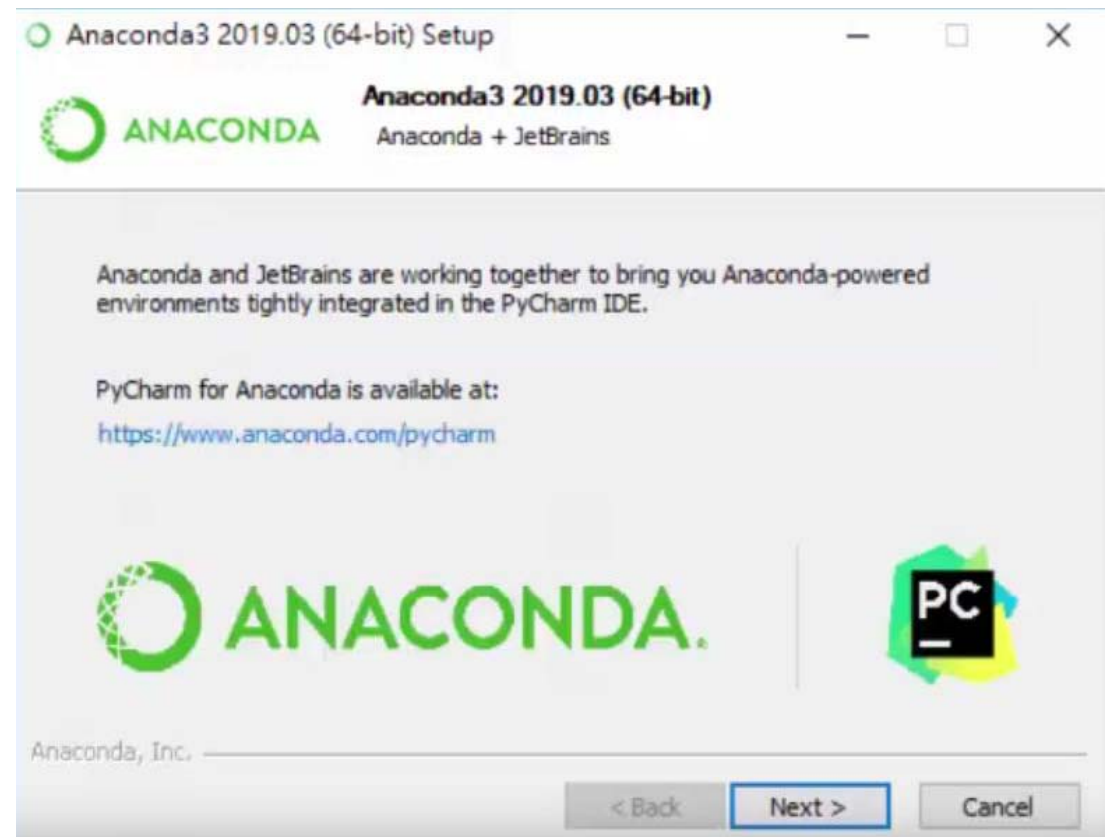 Anaconda3 2019.03 (64-bit) Setup
ANACONDA
Anaconda3 2019.03 (64-bit)
Anaconda + JetBrains
Anaconda and JetBrains are working together to bring you Anaconda-powered
environments tightly integrated in the PyCharm IDE.
PyCharm for Anaconda is available at:
https://www.anaconda.com/pycharm
ANACONDA.
PC
Anaconda, Inc.
< Back
Next >
Cancel